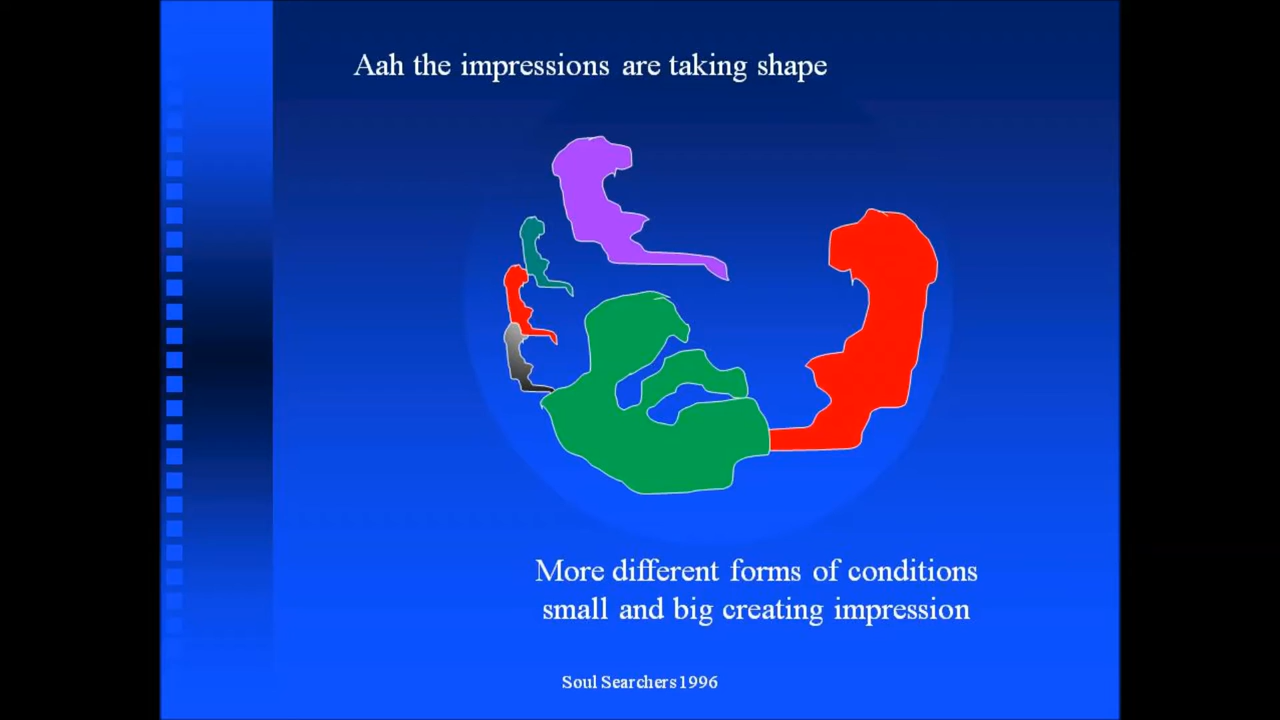 Aah the impressions are taking shape
More different forms of conditions
small and big creating impression
Soul Searchers 1996